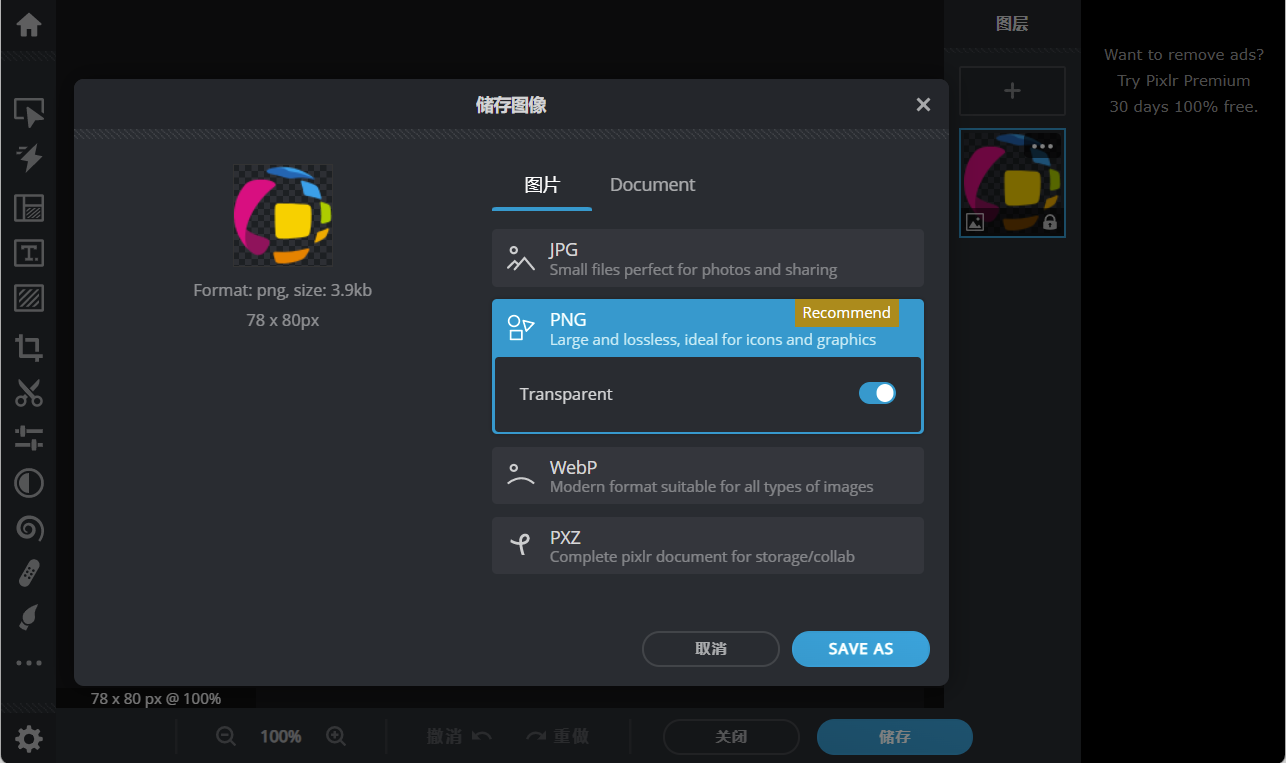 图层
Want to remove ads?
Try Pixlr Premium
30 days 100% free.
储存图像
图片
Document
Format: png, size: 3.9kb
78 x 80px
JPG
Small files perfect for photos and sharing
PNG
Recommend
Large and lossless, ideal for icons and graphics
Transparent
WebP
Modern format suitable for all types of images
PXZ
Complete pixlr document for storage/collab
取消
SAVE AS
78 x 80 px @ 100%
100%
撤消
重做
关闭
储存